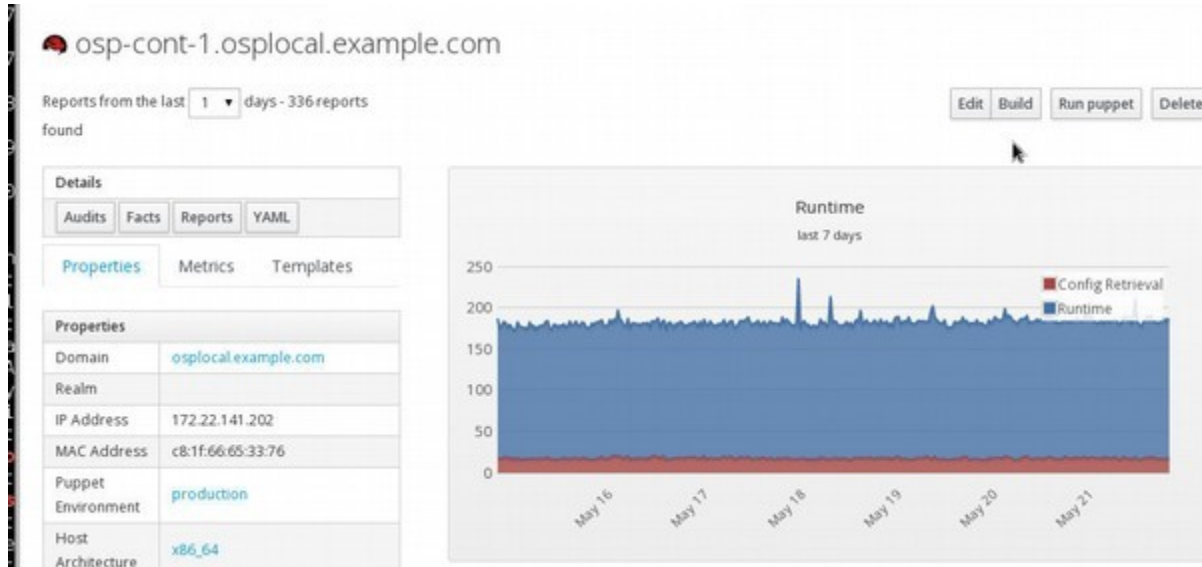 osp-cont-1.osplocal.example.com
Reports from the last 1 days - 336 reports
found
Edit Build Run puppet Delete
Details
Audits Facts Reports YAML
Properties Metrics Templates
Properties
Domain osplocal.example.com
Realm
IP Address 172.22.141.202
MAC Address c8:1f:66:65:33:76
Puppet
Environment production
Host
Architecture x86_64
Runtime
last 7 days
250
200
150
100
50
0
Config Retrieval
Runtime
May 16 May 17 May 18 May 19 May 20 May 21